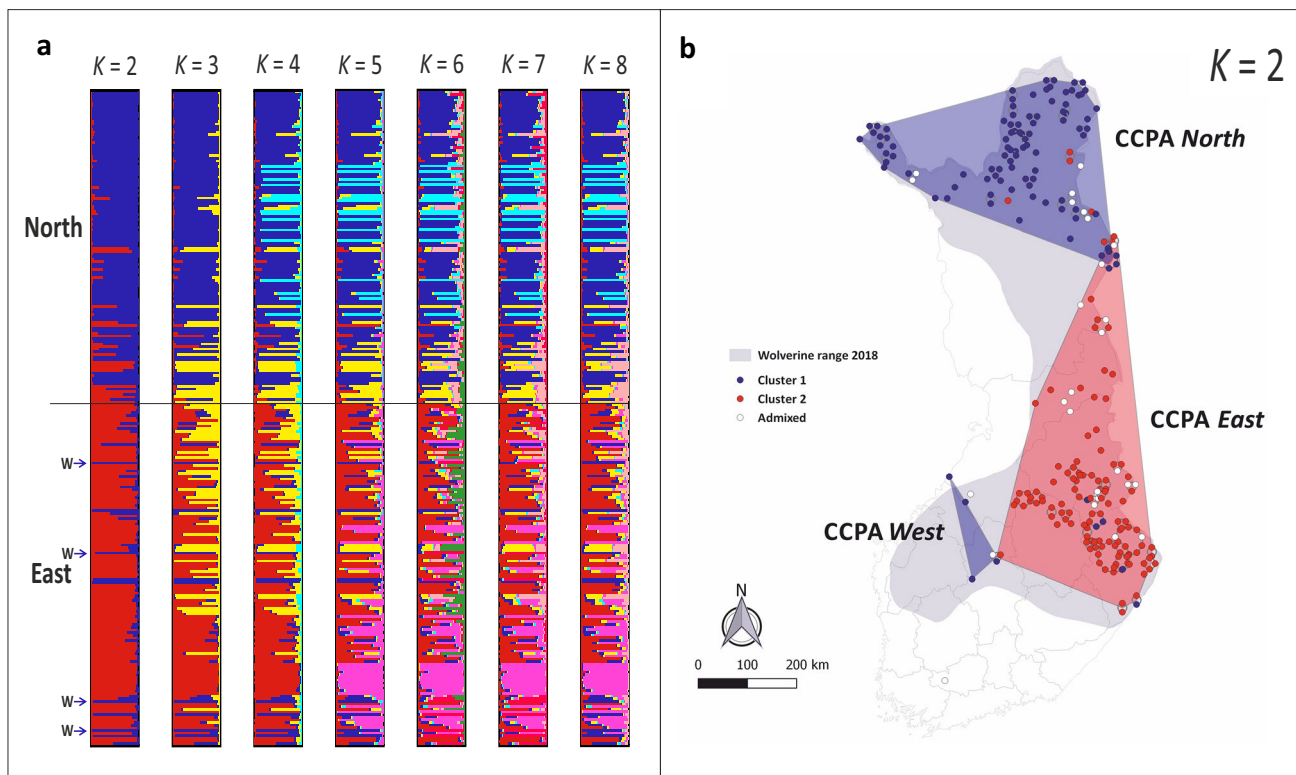 a
K = 2 K = 3 K = 4 K = 5 K = 6 K = 7 K = 8
North
W
W
East
W
W
b
K = 2
CCPA North
Wolverine range 2018
Cluster 1
Cluster 2
Admixed
CCPA East
CCPA West
N
0 100 200 km